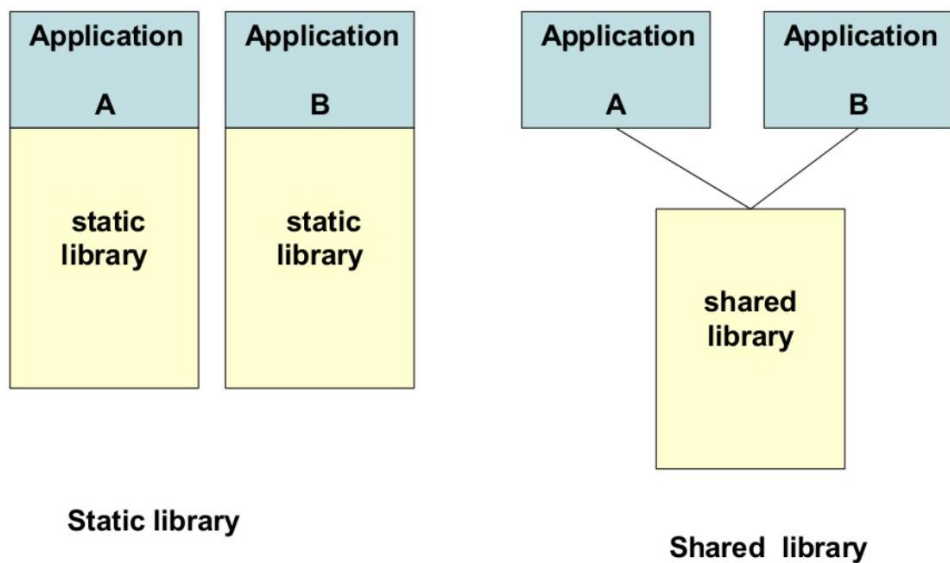 Application
A
static
library
Application
B
static
library
Static library
Application
A
Application
B
shared
library
Shared library